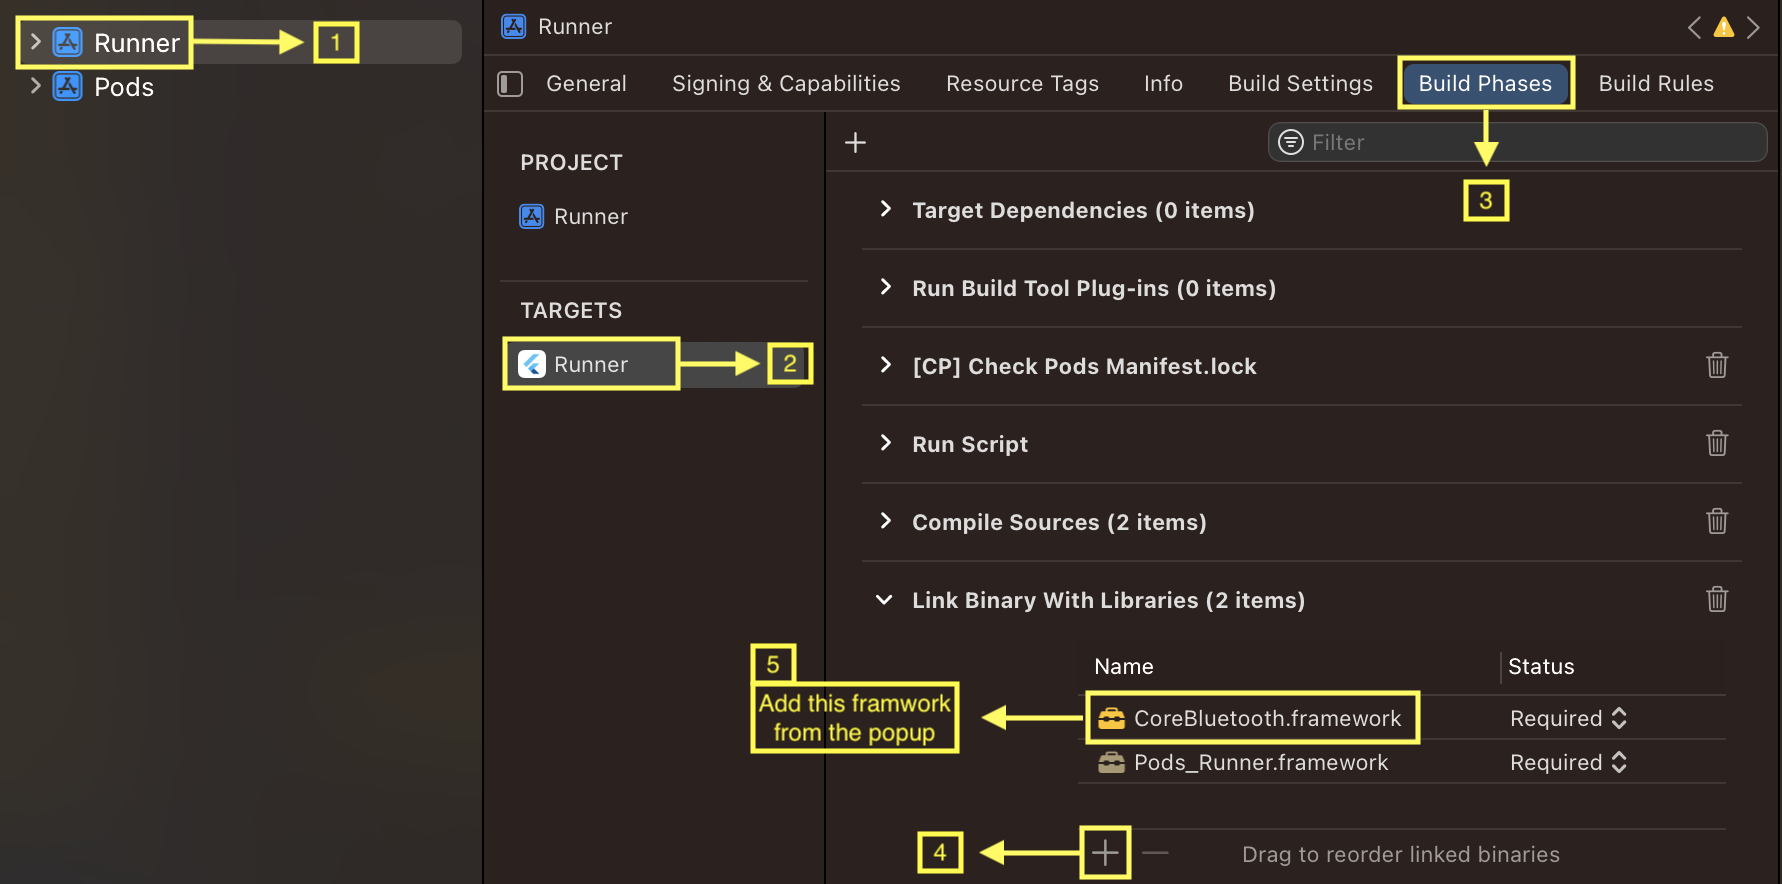 Runner
1
Pods
Runner
General Signing & Capabilities Resource Tags Info Build Settings Build Phases Build Rules
Filter
3
PROJECT
Runner
TARGETS
Runner
2
Target Dependencies (0 items)
Run Build Tool Plug-ins (0 items)
[CP] Check Pods Manifest.lock
Run Script
Compile Sources (2 items)
Link Binary With Libraries (2 items)
Name Status
5
Add this framwork
from the popup
CoreBluetooth.framework Required
Pods_Runner.framework Required
4
Drag to reorder linked binaries